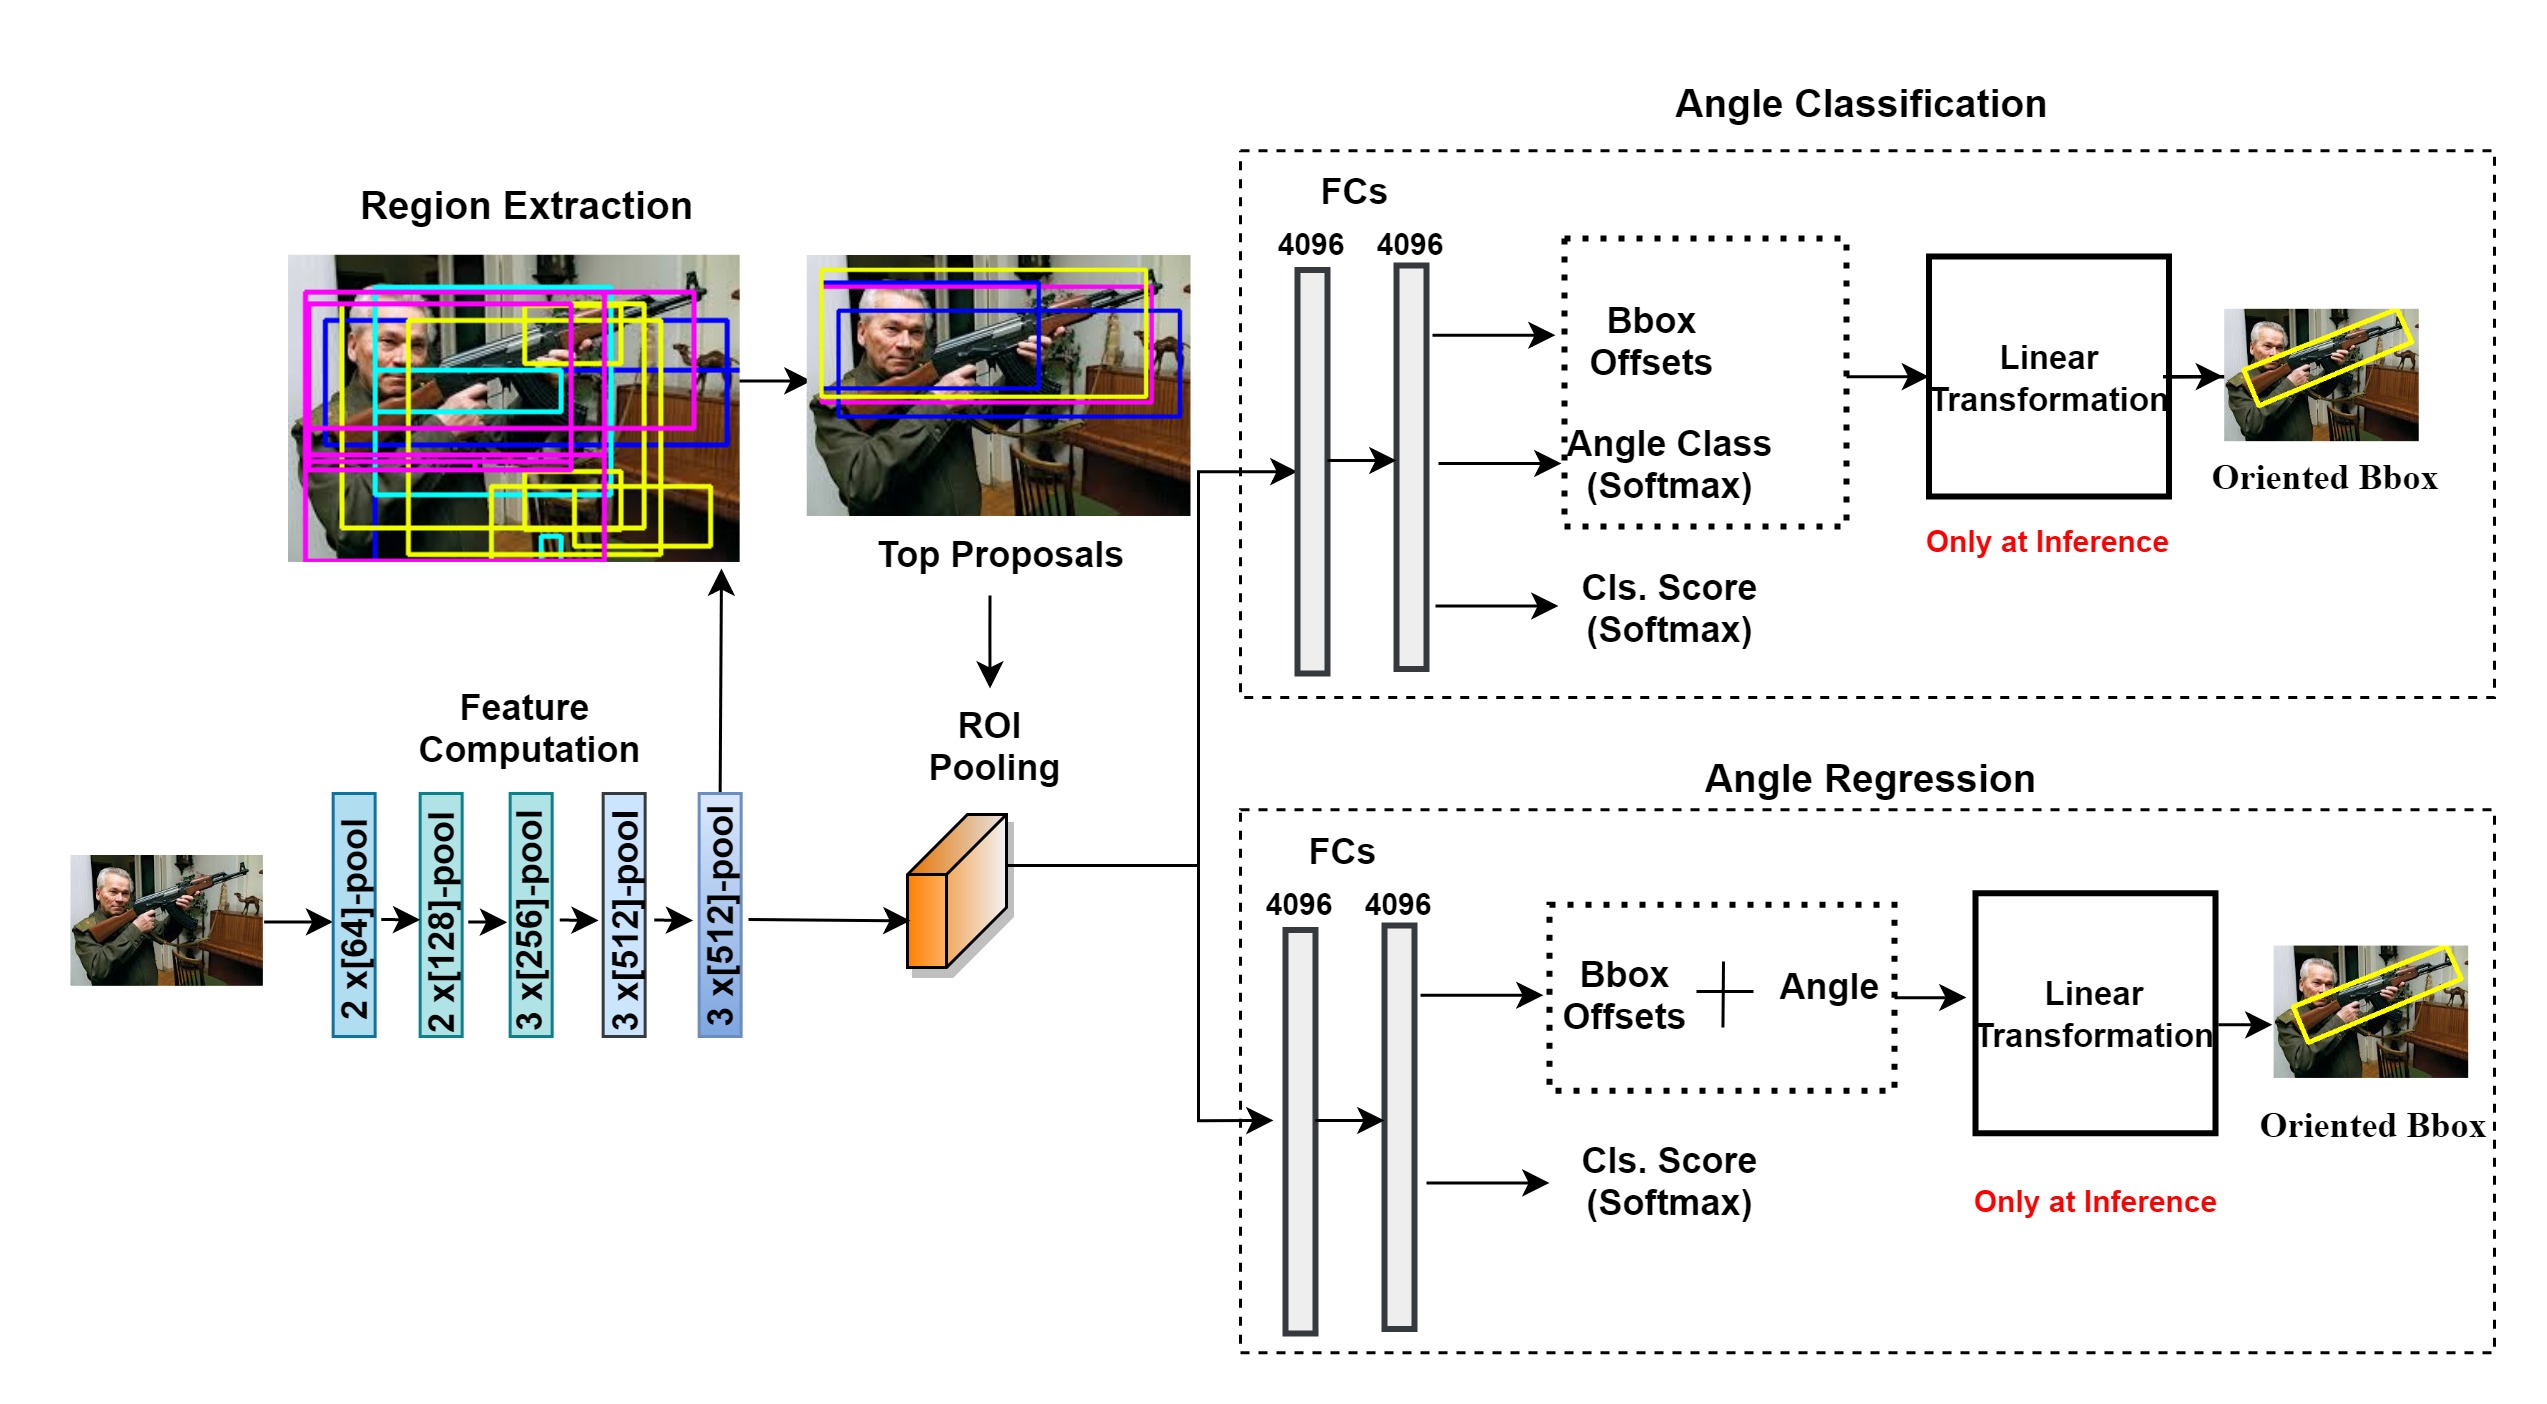 Region Extraction
Top Proposals
ROI
Pooling
Feature
Computation
2 x[64]-pool
2 x[128]-pool
3 x[256]-pool
3 x[512]-pool
3 x[512]-pool
Angle Classification
FCs
4096 4096
Bbox
Offsets
Angle Class
(Softmax)
Cls. Score
(Softmax)
Linear
Transformation
Only at Inference
Oriented Bbox
Angle Regression
FCs
4096 4096
Bbox
Offsets
Angle
Cls. Score
(Softmax)
Linear
Transformation
Only at Inference
Oriented Bbox